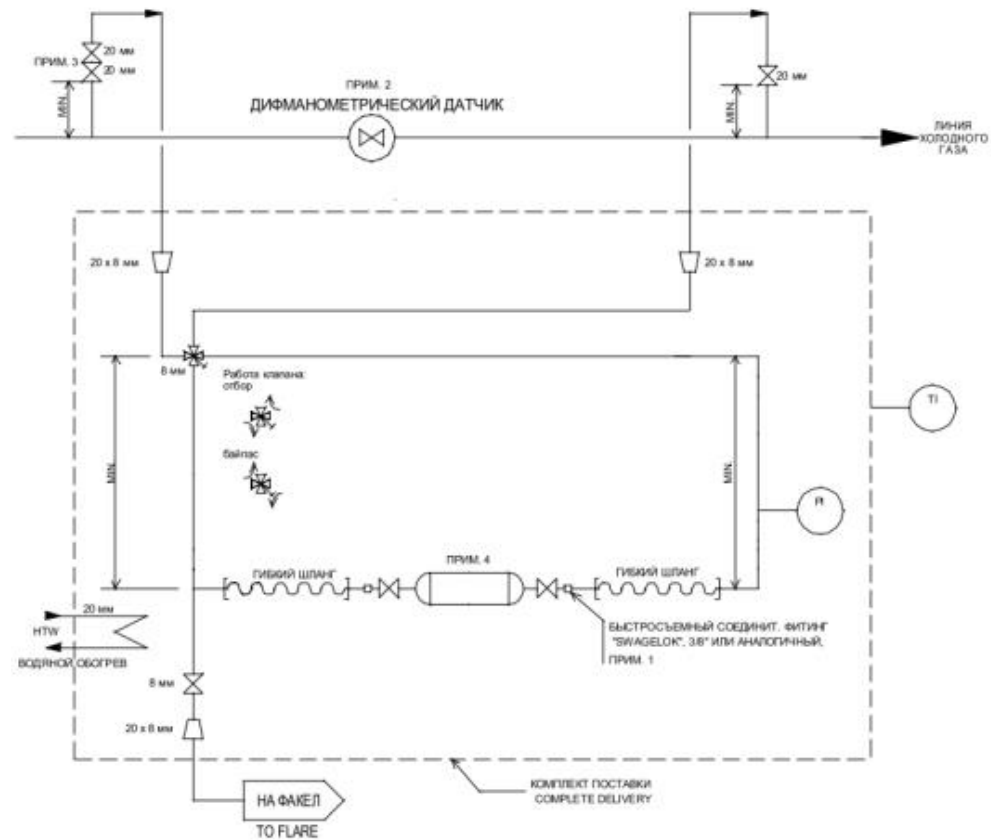 20 мм
ПРИМ. 3
20 мм
MIN.
ПРИМ. 2
ДИФМАНОМЕТРИЧЕСКИЙ ДАТЧИК
20 мм
MIN.
ЛИНИЯ
ХОЛОДНОГО
ГАЗА
20 x 8 мм
20 x 8 мм
8 мм
Работа клапана:
отбор
байпас
MIN.
MIN.
TI
PI
ГИБКИЙ ШЛАНГ
ПРИМ. 4
ГИБКИЙ ШЛАНГ
БЫСТРОСЪЕМНЫЙ СОЕДИНИТ. ФИТИНГ
"SWAGELOK", 3/8" ИЛИ АНАЛОГИЧНЫЙ,
ПРИМ. 1
20 мм
HTW
ВОДЯНОЙ ОБОГРЕВ
8 мм
20 x 8 мм
НА ФАКЕЛ
TO FLARE
КОМПЛЕКТ ПОСТАВКИ
COMPLETE DELIVERY